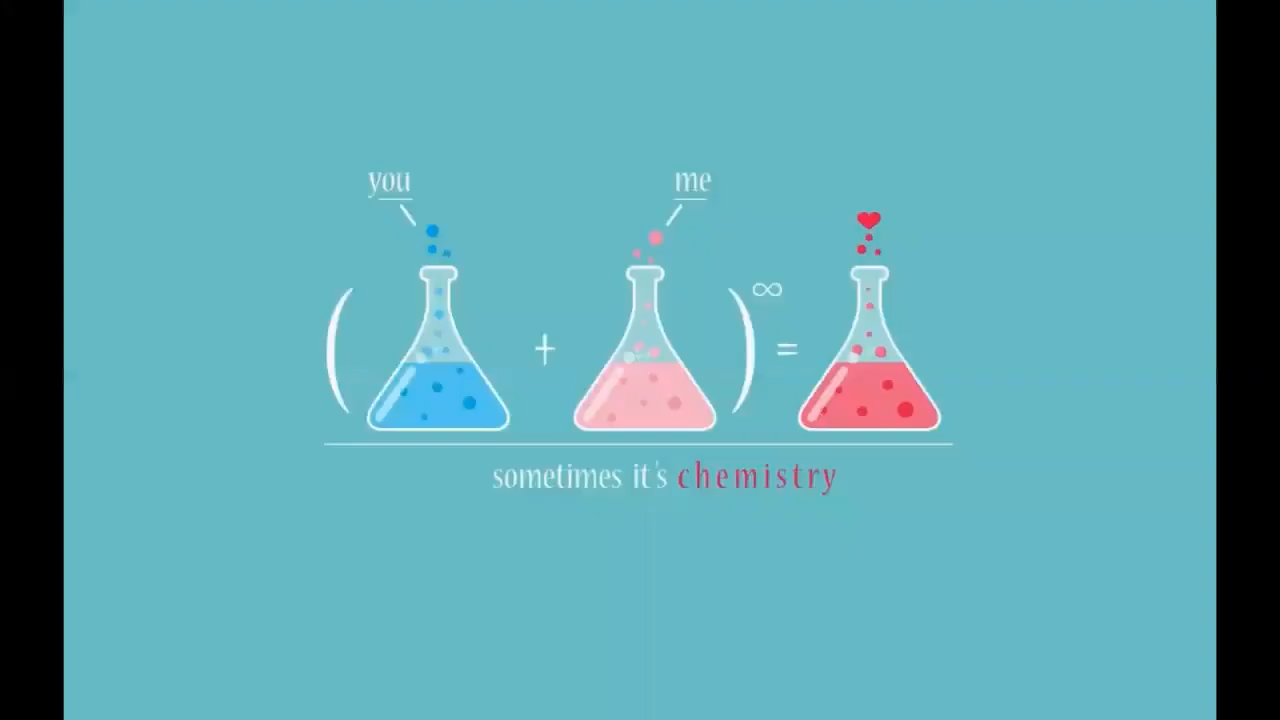 you me
( + )∞ =
sometimes it's chemistry